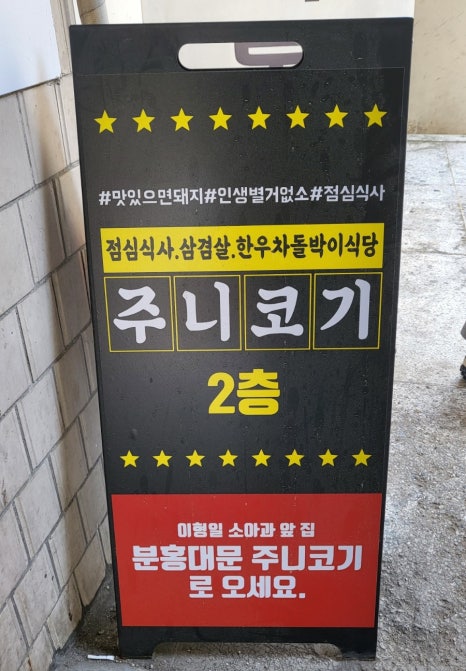 #맛있으면돼지#인생별거없소#점심식사
점심식사.삼겹살.한우차돌박이식당
주니코기
2층
이형일 소아과 앞 집
분홍대문 주니코기
로 오세요.